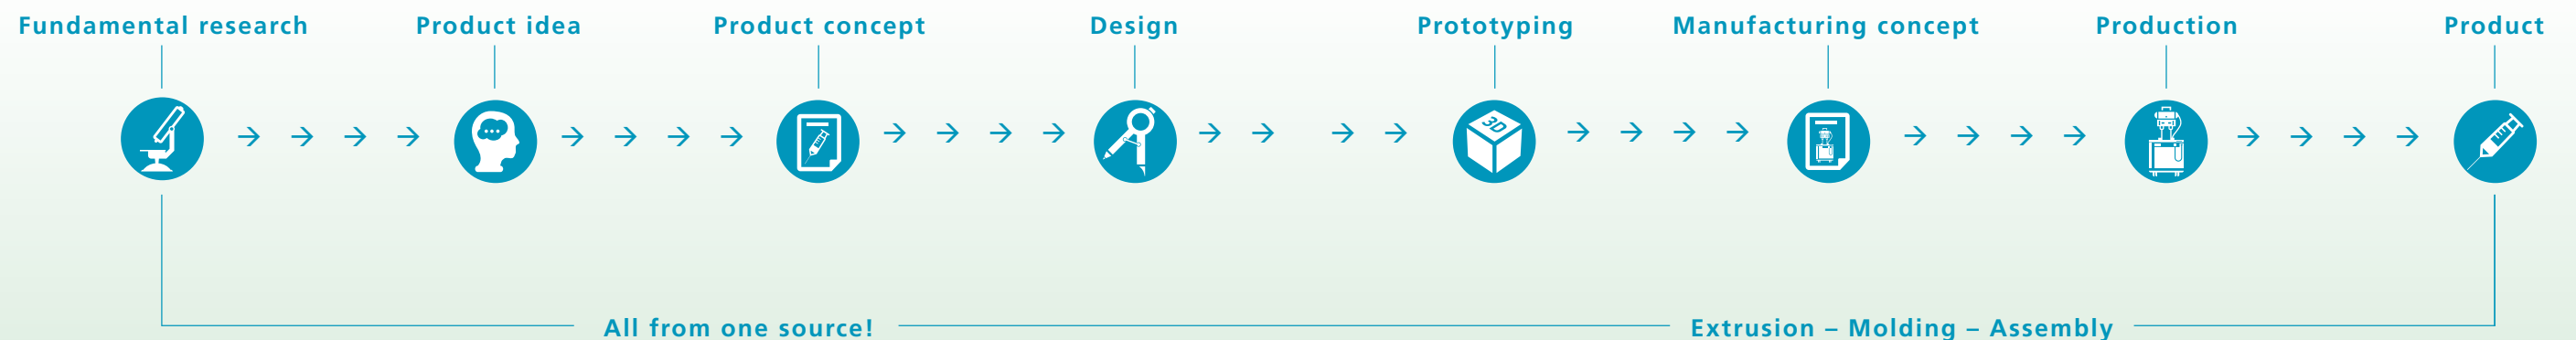 Fundamental research
Product idea
Product concept
Design
Prototyping
Manufacturing concept
Production
Product
3D
All from one source!
Extrusion – Molding – Assembly